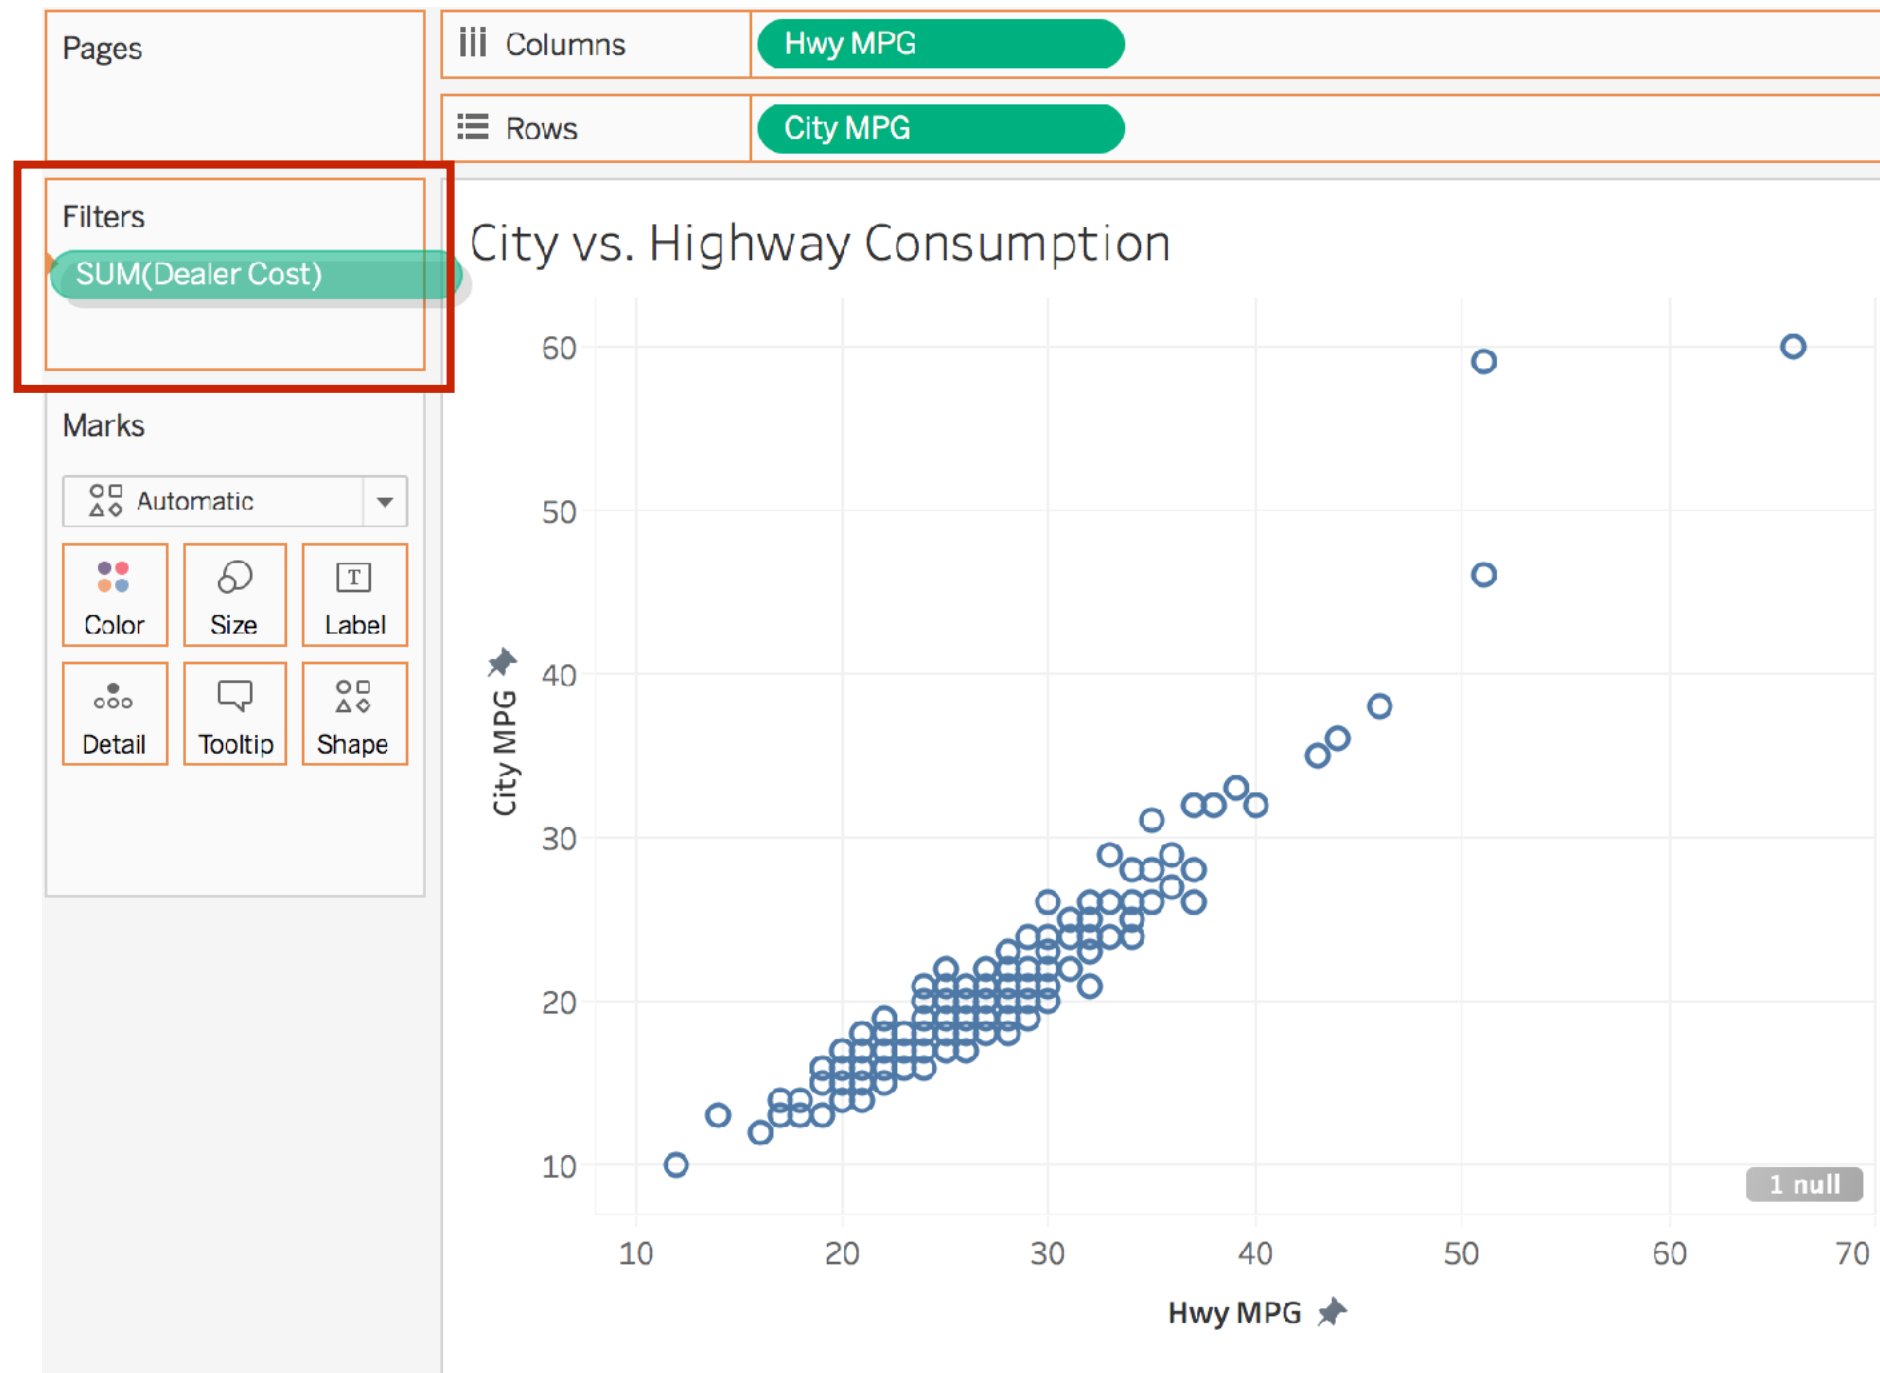 Pages
Columns
Hwy MPG
Rows
City MPG
Filters
SUM(Dealer Cost)
Marks
Automatic
Color
Size
T
Label
Detail
Tooltip
Shape
City vs. Highway Consumption
60
50
40
30
20
10
City MPG
1 null
10
20
30
40
50
60
70
Hwy MPG